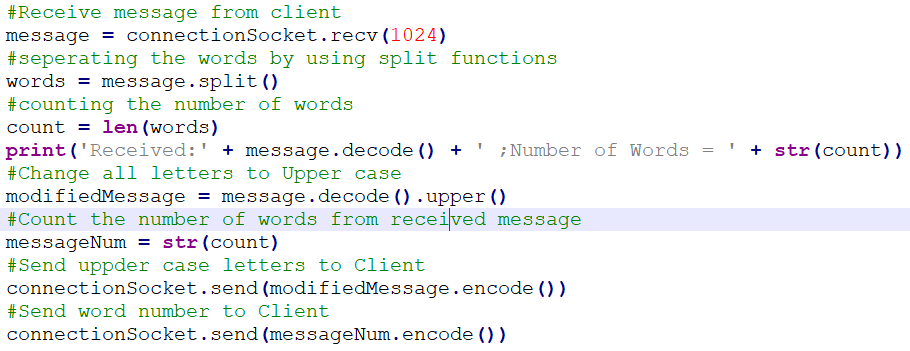 #Receive message from client
message = connectionSocket.recv(1024)
#seperating the words by using split functions
words = message.split()
#counting the number of words
count = len(words)
print('Received:' + message.decode() + ' ;Number of Words = ' + str(count))
#Change all letters to Upper case
modifiedMessage = message.decode().upper()
#Count the number of words from received message
messageNum = str(count)
#Send uppder case letters to Client
connectionSocket.send(modifiedMessage.encode())
#Send word number to Client
connectionSocket.send(messageNum.encode())